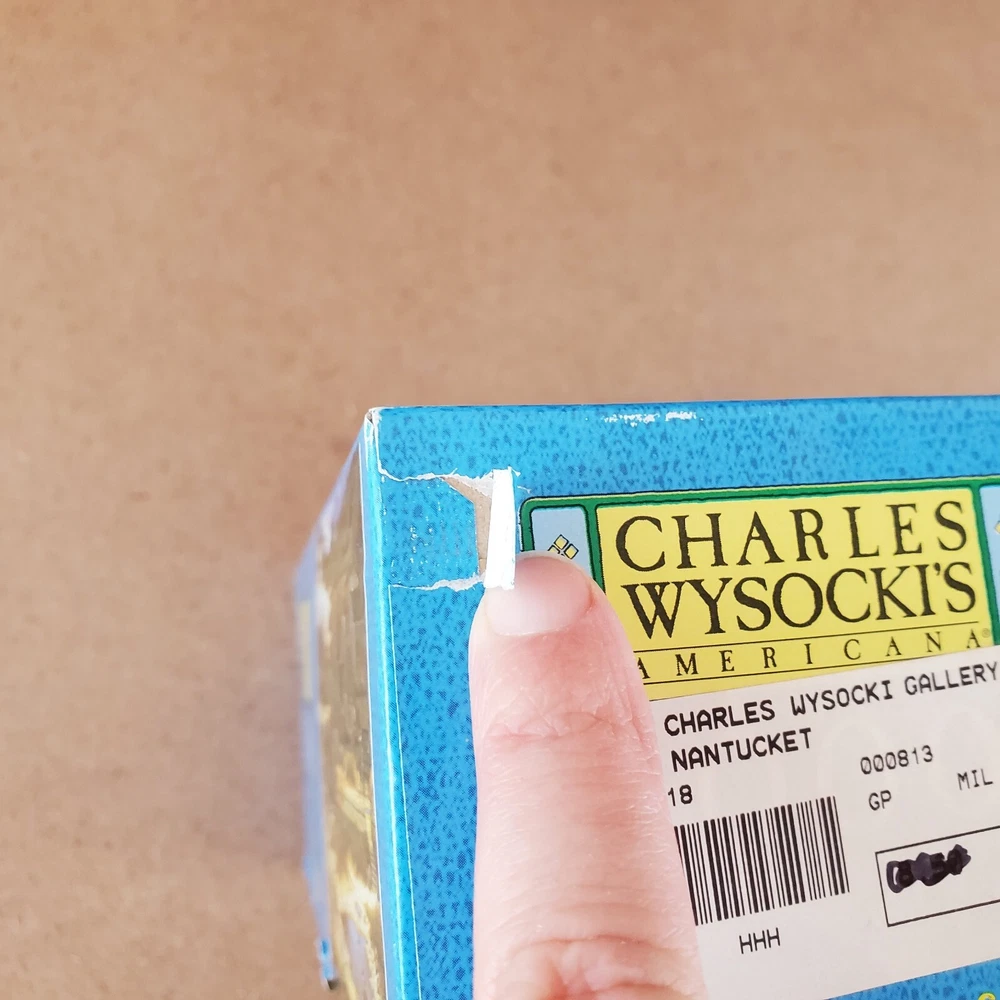 CHARLES
WYSOCKI'S
AMERICANA®
CHARLES WYSOCKI GALLERY
NANTUCKET
18 000813
GP MIL
HHH